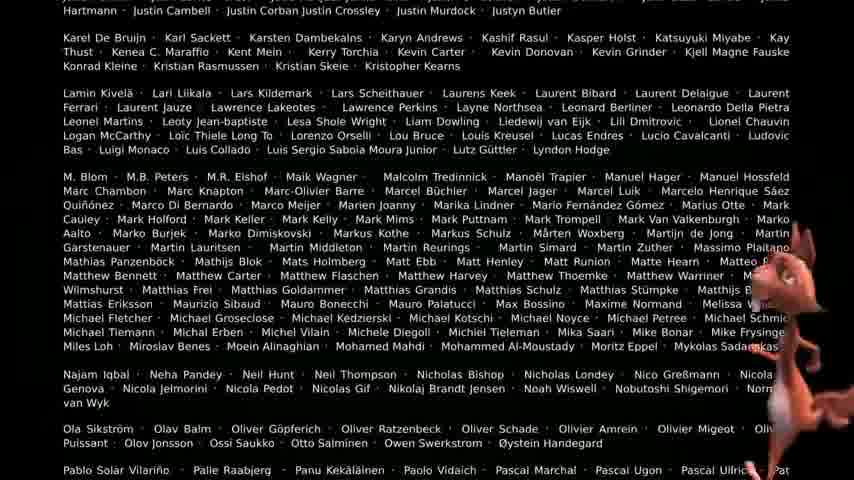 Hartmann · Justin Cambell · Justin Corban Justin Crossley · Justin Murdock · Justyn Butler
Karel De Bruijn · Karl Sackett · Karsten Dambekalns · Karyn Andrews · Kashif Rasul · Kasper Holst · Katsuyuki Miyabe · Kay
Thust · Kenea C. Maraffio · Kent Mein · Kerry Torchia · Kevin Carter · Kevin Donovan · Kevin Grinder · Kjell Magne Fauske
Konrad Kleine · Kristian Rasmussen · Kristian Skeie · Kristopher Kearns
Lamin Kivelä · Lari Liikala · Lars Kildemark · Lars Scheithauer · Laurens Keek · Laurent Bibard · Laurent Delaigue · Laurent
Ferrari · Laurent Jauze · Lawrence Lakeotes · Lawrence Perkins · Layne Northsea · Leonard Berliner · Leonardo Della Pietra
Leonel Martins · Leoty Jean-baptiste · Lesa Shole Wright · Liam Dowling · Liedewij van Eijk · Lili Dmitrovic · Lionel Chauvin
Logan McCarthy · Loïc Thiele Long To · Lorenzo Orselli · Lou Bruce · Louis Kreusel · Lucas Endres · Lucio Cavalcanti · Ludovic
Bas · Luigi Monaco · Luis Collado · Luis Sergio Saboia Moura Junior · Lutz Güttler · Lyndon Hodge
M. Blom · M.B. Peters · M.R. Elshof · Maik Wagner · Malcolm Tredinnick · Manoël Trapier · Manuel Hager · Manuel Hossfeld
Marc Chambon · Marc Knapton · Marc-Olivier Barre · Marcel Büchler · Marcel Jager · Marcel Luik · Marcelo Henrique Sáez
Quiñónez · Marco Di Bernardo · Marco Meijer · Marien Joanny · Marika Lindner · Mario Fernández Gómez · Marius Otte · Mark
Cauley · Mark Holford · Mark Keller · Mark Kelly · Mark Mims · Mark Puttnam · Mark Trompell · Mark Van Valkenburgh · Marko
Aalto · Marko Burjek · Marko Dimiskovski · Markus Kothe · Markus Schulz · Mårten Woxberg · Martijn de Jong · Martin
Garstenauer · Martin Lauritsen · Martin Middleton · Martin Reurings · Martin Simard · Martin Zuther · Massimo Plaitano
Mathias Panzenböck · Mathijs Blok · Mats Holmberg · Matt Ebb · Matt Henley · Matt Runion · Matte Hearn · Matteo
Matthew Bennett · Matthew Carter · Matthew Flaschen · Matthew Harvey · Matthew Thoemke · Matthew Warriner ·
Wilmshurst · Matthias Frei · Matthias Goldammer · Matthias Grandis · Matthias Schulz · Matthias Stümpke · Matthijs
Mattias Eriksson · Maurizio Sibaud · Mauro Bonecchi · Mauro Palatucci · Max Bossino · Maxime Normand · Melissa
Michael Fletcher · Michael Groseclose · Michael Kedzierski · Michael Kotschi · Michael Noyce · Michael Petree · Michael
Michael Tiemann · Michal Erben · Michel Vilain · Michele Diegoli · Michiel Tieleman · Mika Saari · Mike Bonar · Mike
Miles Loh · Miroslav Benes · Moein Alinaghian · Mohamed Mahdi · Mohammed Al-Moustady · Moritz Eppel · Mykolas
Najam Iqbal · Neha Pandey · Neil Hunt · Neil Thompson · Nicholas Bishop · Nicholas Londey · Nico Greßmann ·
Genova · Nicola Jelmorini · Nicola Pedot · Nicolas Gif · Nikolaj Brandt Jensen · Noah Wiswell · Nobutoshi Shigemori ·
van Wyk
Ola Sikström · Olav Balm · Oliver Göpferich · Oliver Ratzenbeck · Oliver Schade · Olivier Amrein · Olivier Migeot ·
Puissant · Olov Jonsson · Ossi Saukko · Otto Salminen · Owen Swerkstrom · Øystein Handegard
Pablo Solar Vilariño · Palle Raabjerg · Panu Kekäläinen · Paolo Vidaich · Pascal Marchal · Pascal Ugon · Pascal · Pat